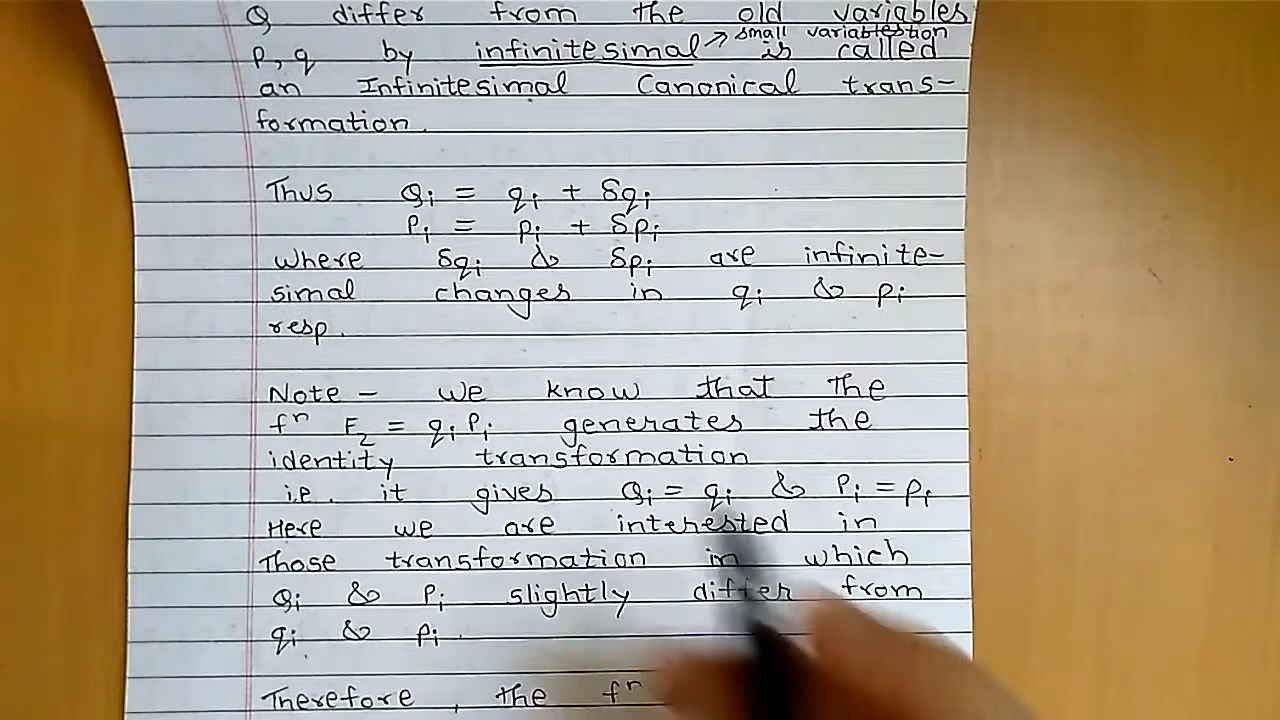 Q differ from the old variables
small variablestion
P, q by infinitesimal → is called
an Infinitesimal Canonical trans-
formation.
Thus Qi = qi + δqi
Pi = pi + δpi
where δqi & δpi are infinite-
simal changes in qi & pi
resp.
Note - we know that the
fⁿ F₂ = qi Pi generates the
identity transformation
i.e. it gives Qi = qi & Pi = pi
Here we are interested in
Those transformation in which
Qi & Pi slightly differ from
qi & pi.
Therefore, the fⁿ